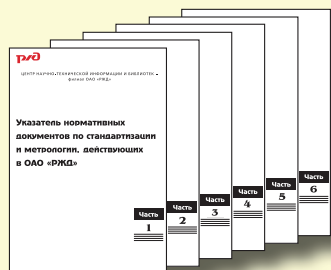 ржд
ЦЕНТР НАУЧНО-ТЕХНИЧЕСКОЙ ИНФОРМАЦИИ И БИБЛИОТЕК –
филиал ОАО «РЖД»
Указатель нормативных
документов по стандартизации
и метрологии, действующих
в ОАО «РЖД»
Часть
1
Часть
2
Часть
3
Часть
4
Часть
5
Часть
6